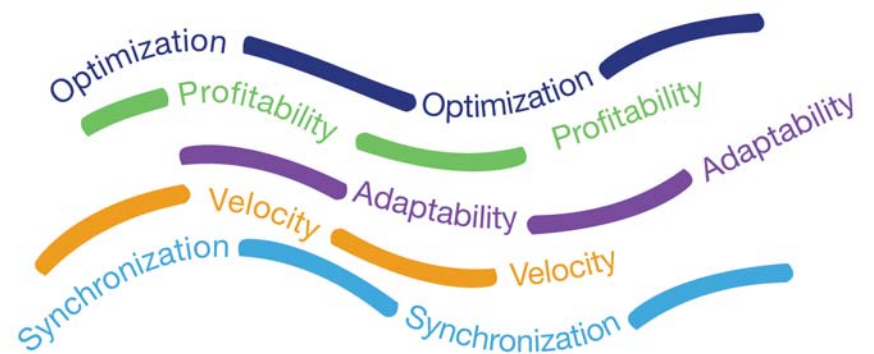 Optimization Optimization
Profitability Profitability
Adaptability Adaptability
Velocity Velocity
Synchronization Synchronization